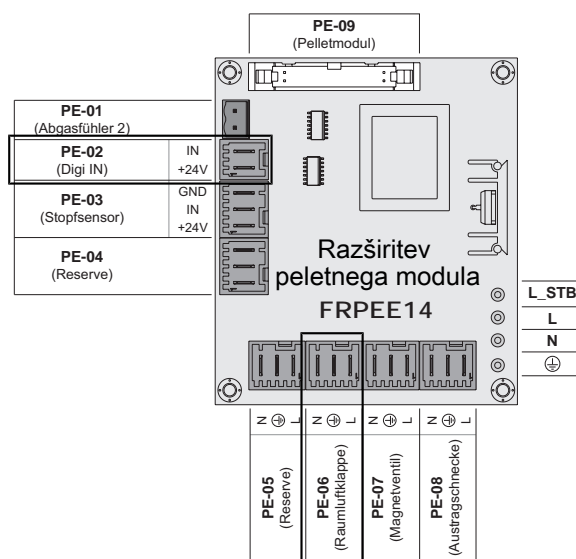 PE-09
(Pelletmodul)
PE-01
(Abgasfühler 2)
PE-02
(Digi IN)
IN
+24V
PE-03
(Stopfsensor)
GND
IN
+24V
PE-04
(Reserve)
Razširitev
peletnega modula
FRPEE14
L_STB
L
N
N L
N L
N L
N L
PE-05
(Reserve)
PE-06
(Raumluftklappe)
PE-07
(Magnetventil)
PE-08
(Austragschnecke)